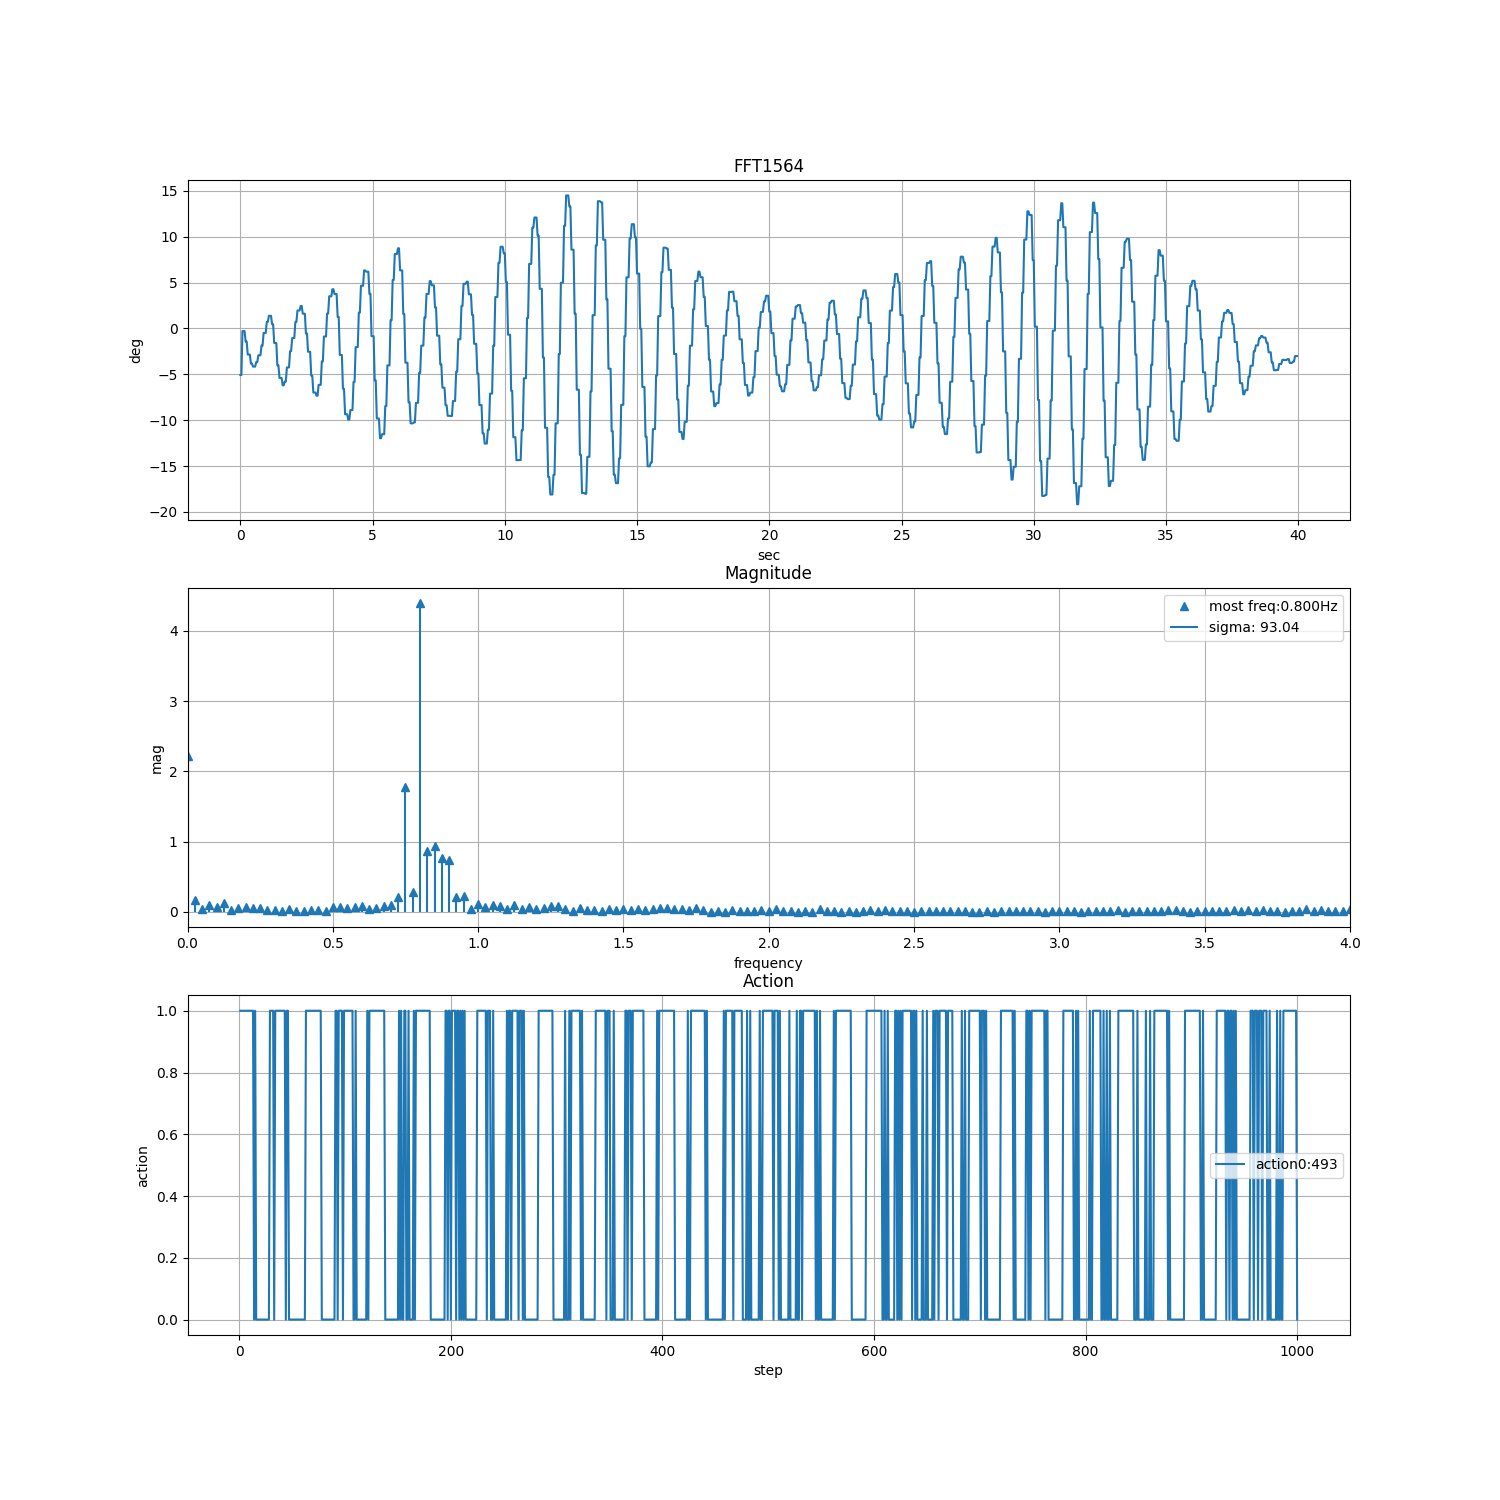 FFT1564
deg
15
10
5
0
−5
−10
−15
−20
0 5 10 15 20 25 30 35 40
sec
Magnitude
mag
4
3
2
1
0
most freq:0.800Hz
sigma: 93.04
0.0 0.5 1.0 1.5 2.0 2.5 3.0 3.5 4.0
frequency
Action
action
1.0
0.8
0.6
0.4
0.2
0.0
action0:493
0 200 400 600 800 1000
step